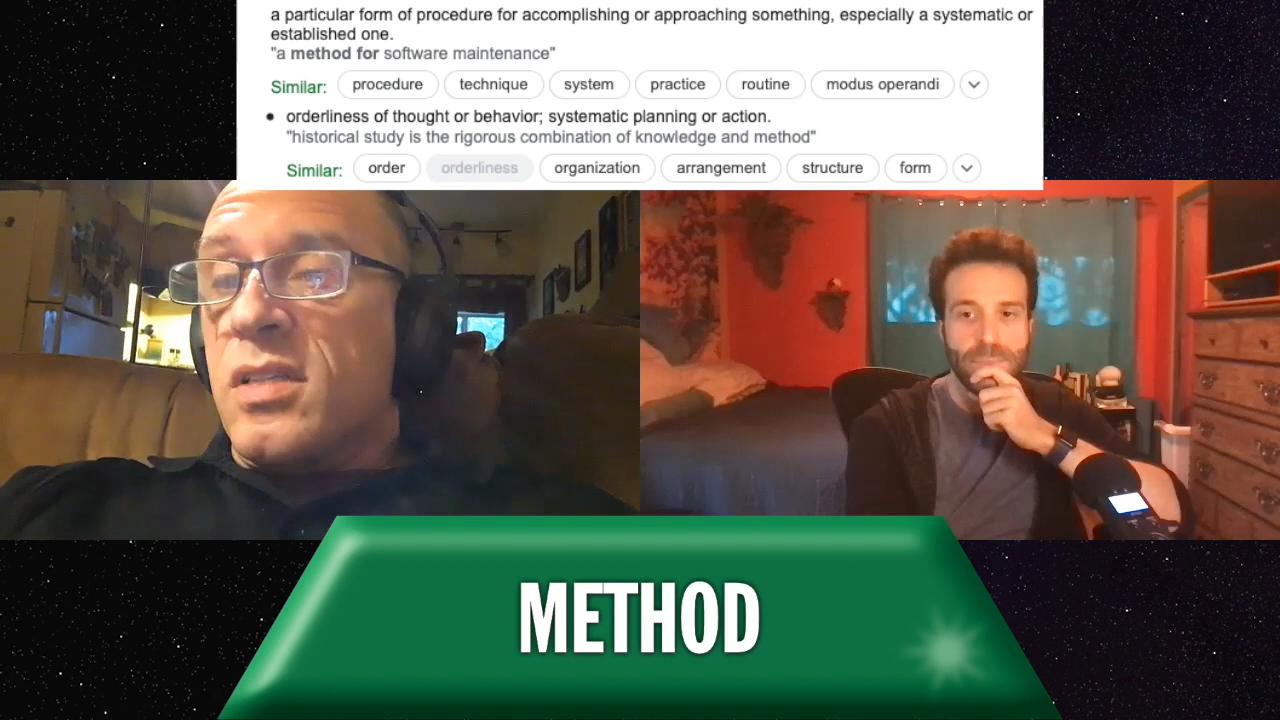 a particular form of procedure for accomplishing or approaching something, especially a systematic or
established one.
"a method for software maintenance"
Similar: procedure technique system practice routine modus operandi
orderliness of thought or behavior; systematic planning or action.
"historical study is the rigorous combination of knowledge and method"
Similar: order orderliness organization arrangement structure form
METHOD